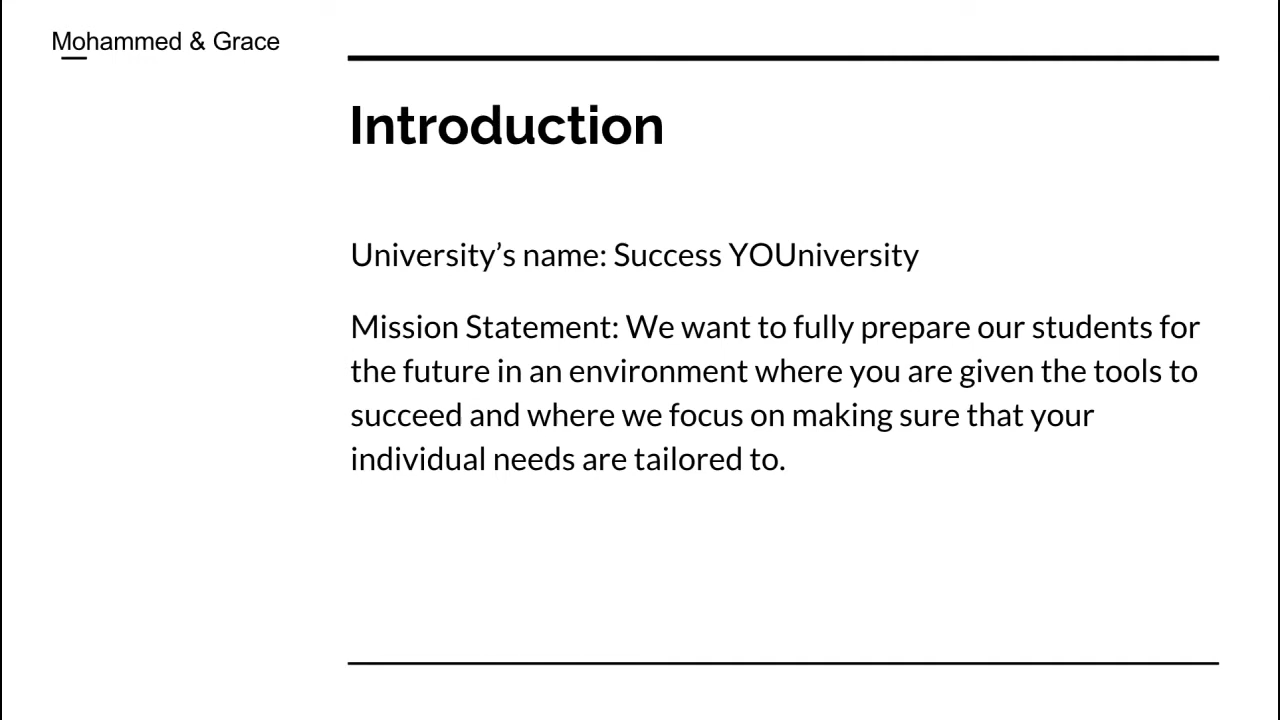 Mohammed & Grace
Introduction
University’s name: Success YOUniversity
Mission Statement: We want to fully prepare our students for
the future in an environment where you are given the tools to
succeed and where we focus on making sure that your
individual needs are tailored to.